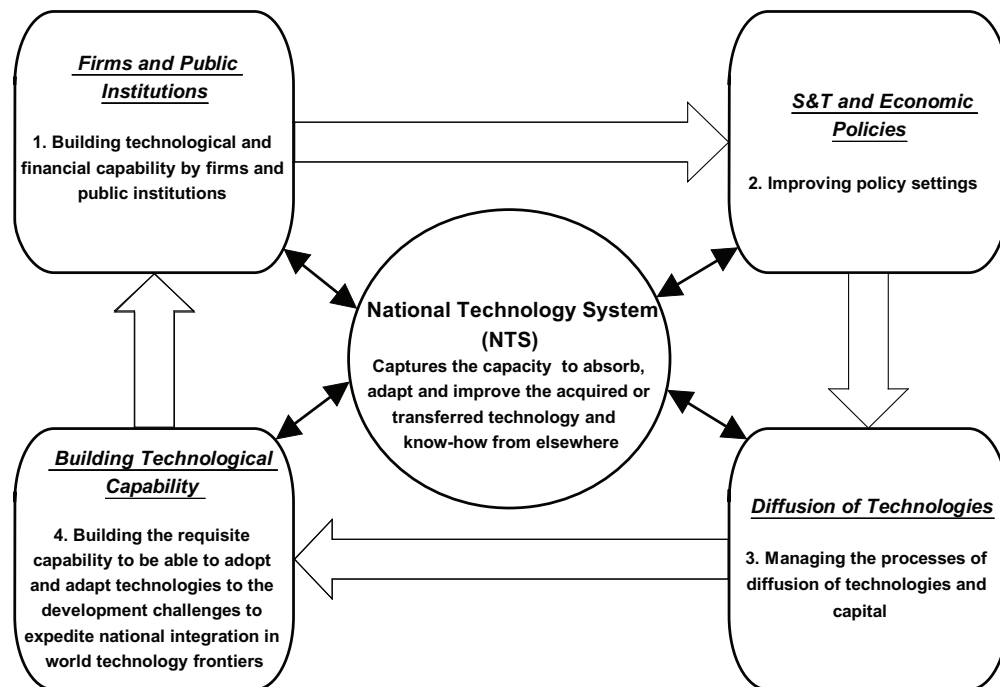 Firms and Public
Institutions
1. Building technological and
financial capability by firms and
public institutions
S&T and Economic
Policies
2. Improving policy settings
National Technology System
(NTS)
Captures the capacity to absorb,
adapt and improve the acquired or
transferred technology and
know-how from elsewhere
Building Technological
Capability
4. Building the requisite
capability to be able to adopt
and adapt technologies to the
development challenges to
expedite national integration in
world technology frontiers
Diffusion of Technologies
3. Managing the processes of
diffusion of technologies and
capital